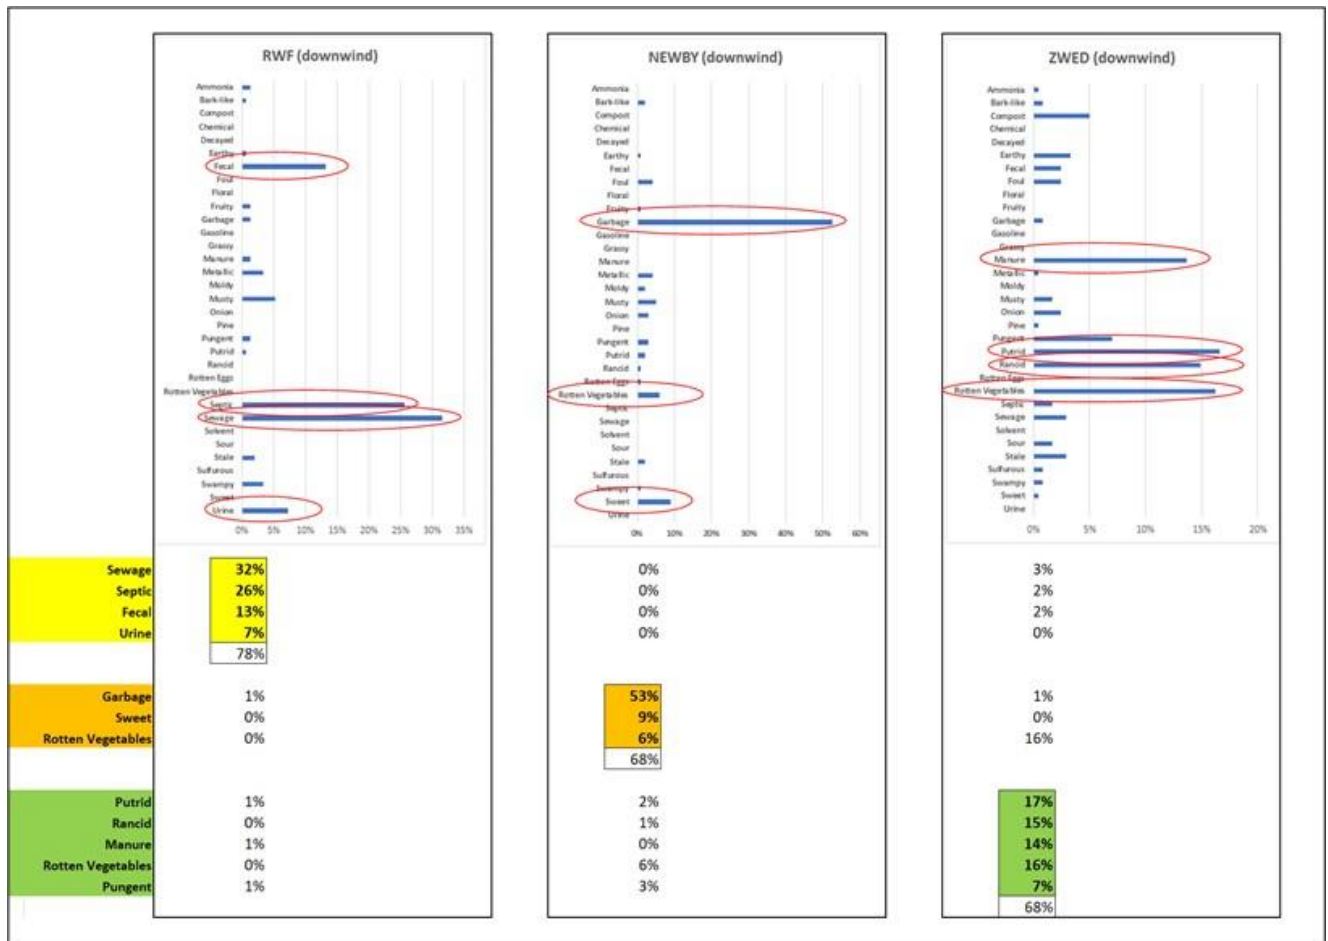 RWF (downwind)
Ammonia
Bark-like
Compost
Chemical
Decayed
Earthy
Fecal
Foul
Floral
Fruity
Garbage
Gasoline
Grassy
Manure
Metallic
Moldy
Musty
Onion
Pine
Pungent
Putrid
Rancid
Rotten Eggs
Rotten Vegetables
Septic
Sewage
Solvent
Sour
Stale
Sulfurous
Swampy
Sweet
Urine
0% 5% 10% 15% 20% 25% 30% 35%
NEWBY (downwind)
Ammonia
Bark-like
Compost
Chemical
Decayed
Earthy
Fecal
Foul
Floral
Fruity
Garbage
Gasoline
Grassy
Manure
Metallic
Moldy
Musty
Onion
Pine
Pungent
Putrid
Rancid
Rotten Eggs
Rotten Vegetables
Septic
Sewage
Solvent
Sour
Stale
Sulfurous
Swampy
Sweet
Urine
0% 10% 20% 30% 40% 50% 60%
ZWED (downwind)
Ammonia
Bark-like
Compost
Chemical
Decayed
Earthy
Fecal
Foul
Floral
Fruity
Garbage
Gasoline
Grassy
Manure
Metallic
Moldy
Musty
Onion
Pine
Pungent
Putrid
Rancid
Rotten Eggs
Rotten Vegetables
Septic
Sewage
Solvent
Sour
Stale
Sulfurous
Swampy
Sweet
Urine
0% 5% 10% 15% 20%
Sewage 32% 0% 3%
Septic 26% 0% 2%
Fecal 13% 0% 2%
Urine 7% 0% 0%
78%
Garbage 1% 53% 1%
Sweet 0% 9% 0%
Rotten Vegetables 0% 6% 16%
68%
Putrid 1% 2% 17%
Rancid 0% 1% 15%
Manure 1% 0% 14%
Rotten Vegetables 0% 6% 16%
Pungent 1% 3% 7%
68%